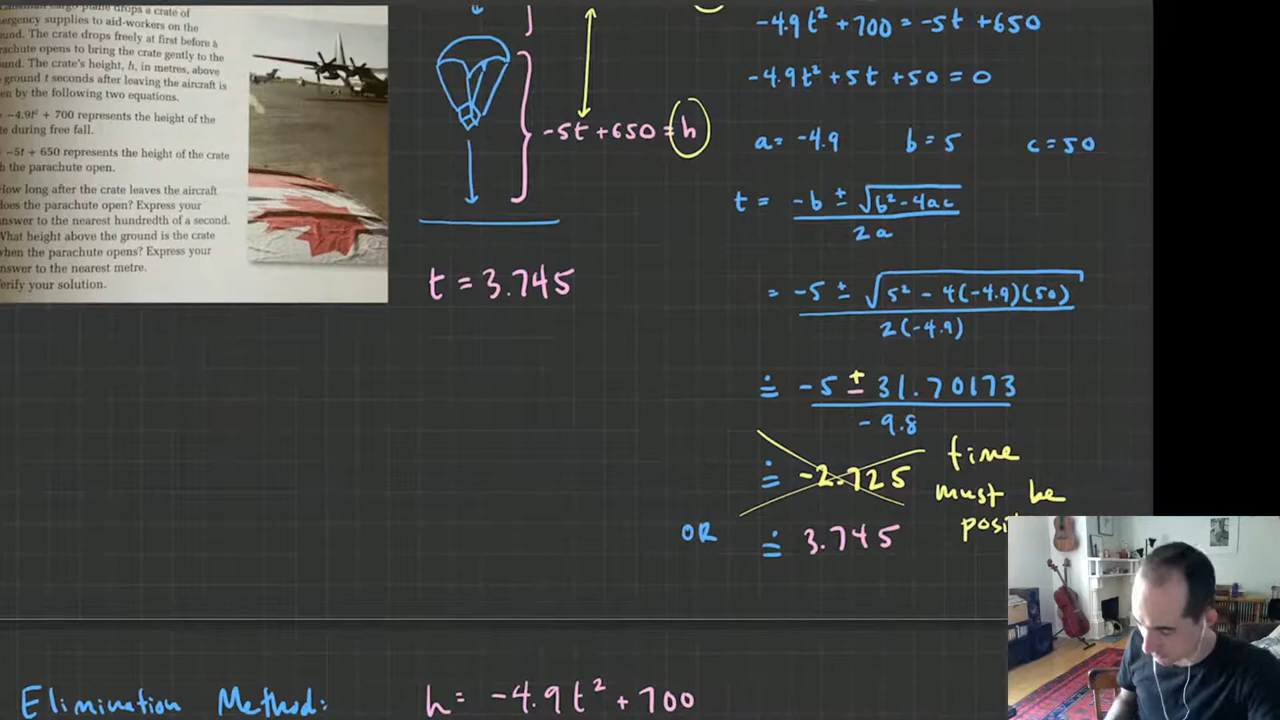 supplies to aid-workers on the
The crate drops freely at first before a
opens to bring the crate gently to the
The crate's height, h, in metres, above
ground t seconds after leaving the aircraft is
by the following two equations.
−4.9t² + 700 represents the height of the
during free fall.
−5t + 650 represents the height of the crate
the parachute open.
How long after the crate leaves the aircraft
does the parachute open? Express your
answer to the nearest hundredth of a second.
What height above the ground is the crate
when the parachute opens? Express your
answer to the nearest metre.
Verify your solution.
-5t+650 = h
t = 3.745
-4.9t² + 700 = -5t + 650
-4.9t² + 5t + 50 = 0
a = -4.9 b = 5 c = 50
t = -b ± √b² - 4ac
2a
= -5 ± √5² - 4(-4.9)(50)
2(-4.9)
≐ -5 ± 31.70173
-9.8
≐ -2.725
time
must be
OR ≐ 3.745
Elimination Method: h = -4.9t² + 700